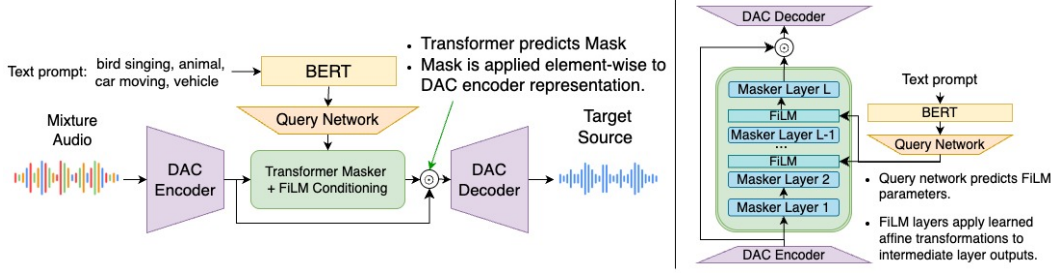 Text prompt: bird singing, animal,
car moving, vehicle
BERT
Query Network
Mixture
Audio
DAC
Encoder
Transformer Masker
+ FiLM Conditioning
• Transformer predicts Mask
• Mask is applied element-wise to
DAC encoder representation.
DAC
Decoder
Target
Source
DAC Decoder
Masker Layer L
FiLM
Masker Layer L-1
...
FiLM
Masker Layer 2
Masker Layer 1
DAC Encoder
Text prompt
BERT
Query Network
• Query network predicts FiLM
parameters.
• FiLM layers apply learned
affine transformations to
intermediate layer outputs.